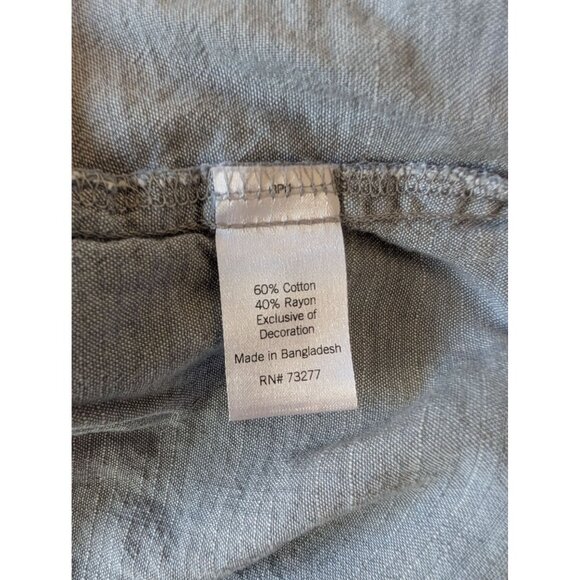 60% Cotton
40% Rayon
Exclusive of
Decoration
Made in Bangladesh
RN# 73277